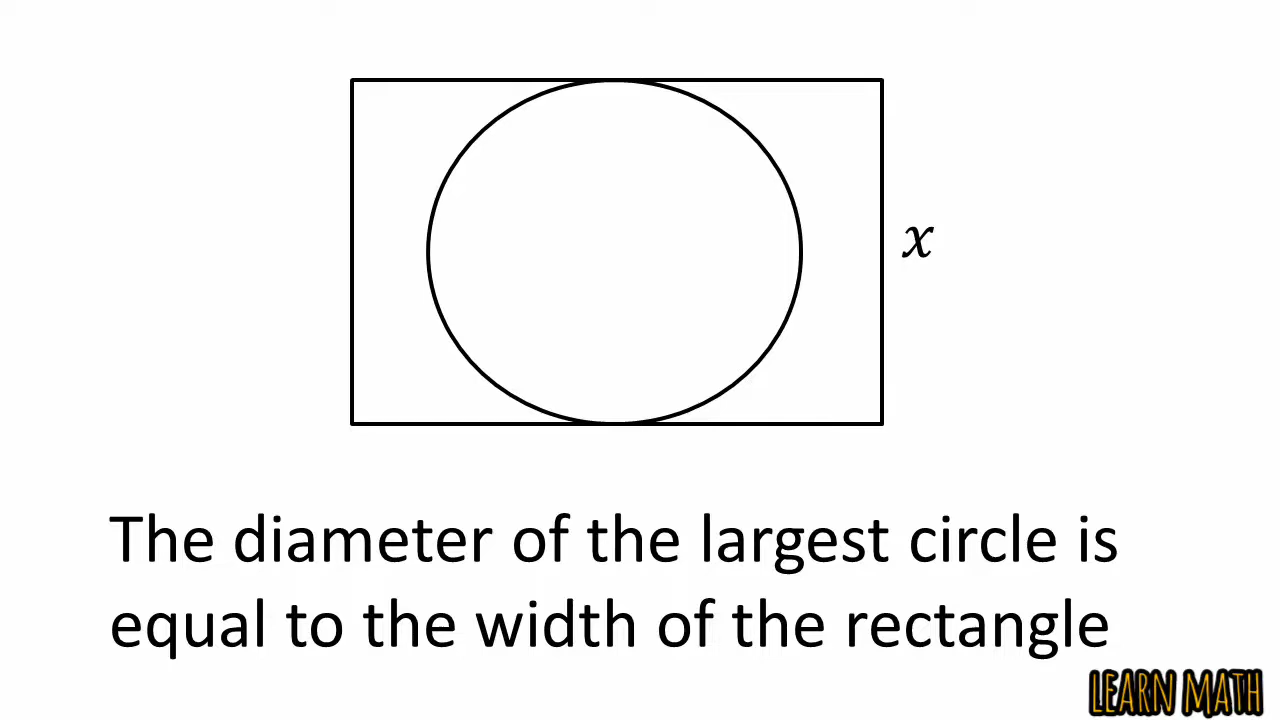 x
The diameter of the largest circle is
equal to the width of the rectangle
LEARN MATH